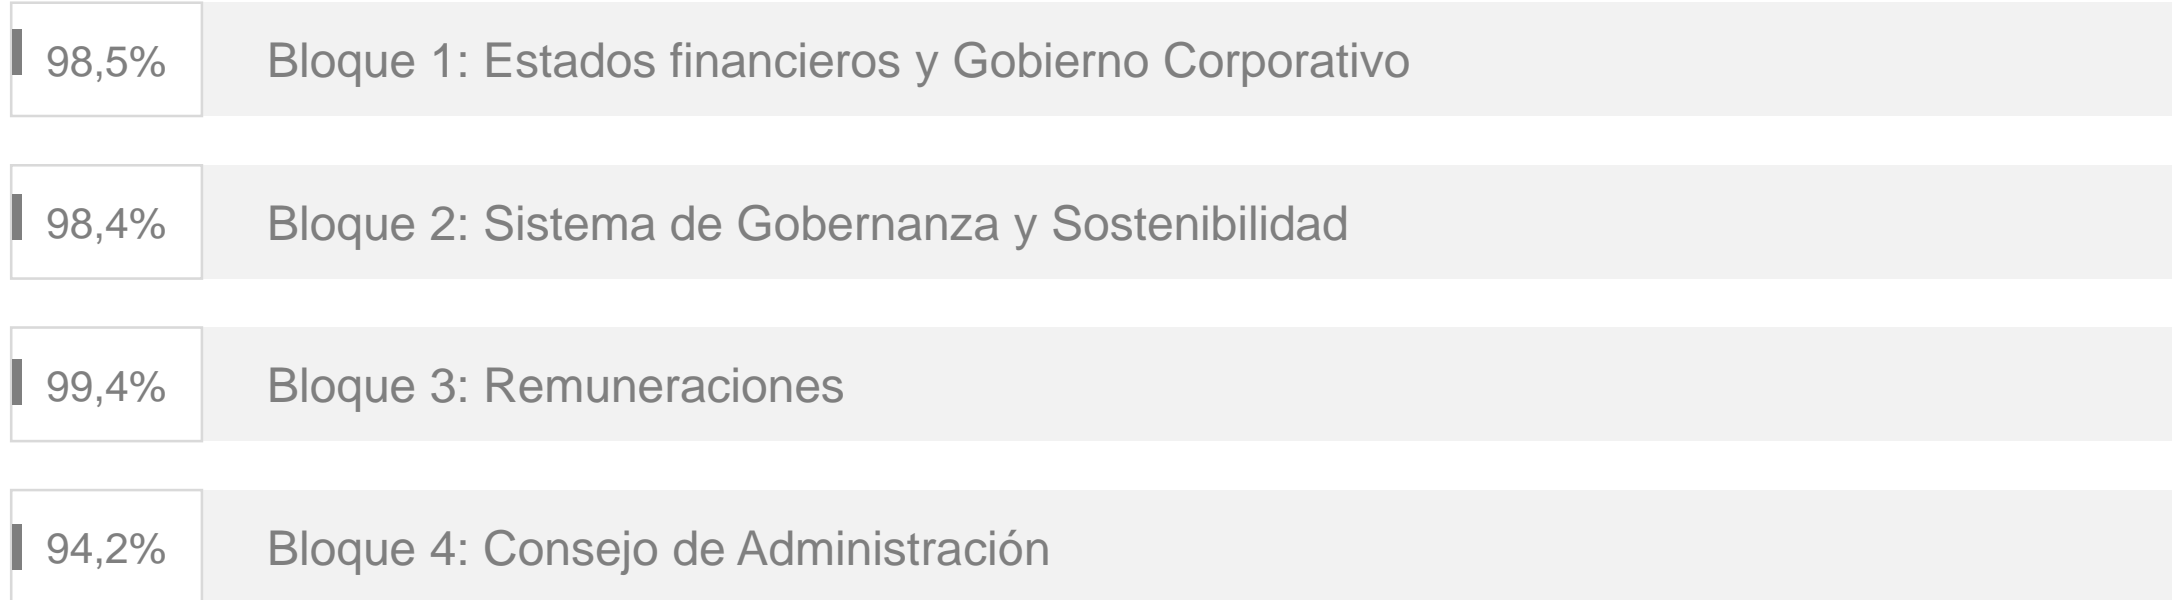 98,5% Bloque 1: Estados financieros y Gobierno Corporativo
98,4% Bloque 2: Sistema de Gobernanza y Sostenibilidad
99,4% Bloque 3: Remuneraciones
94,2% Bloque 4: Consejo de Administración